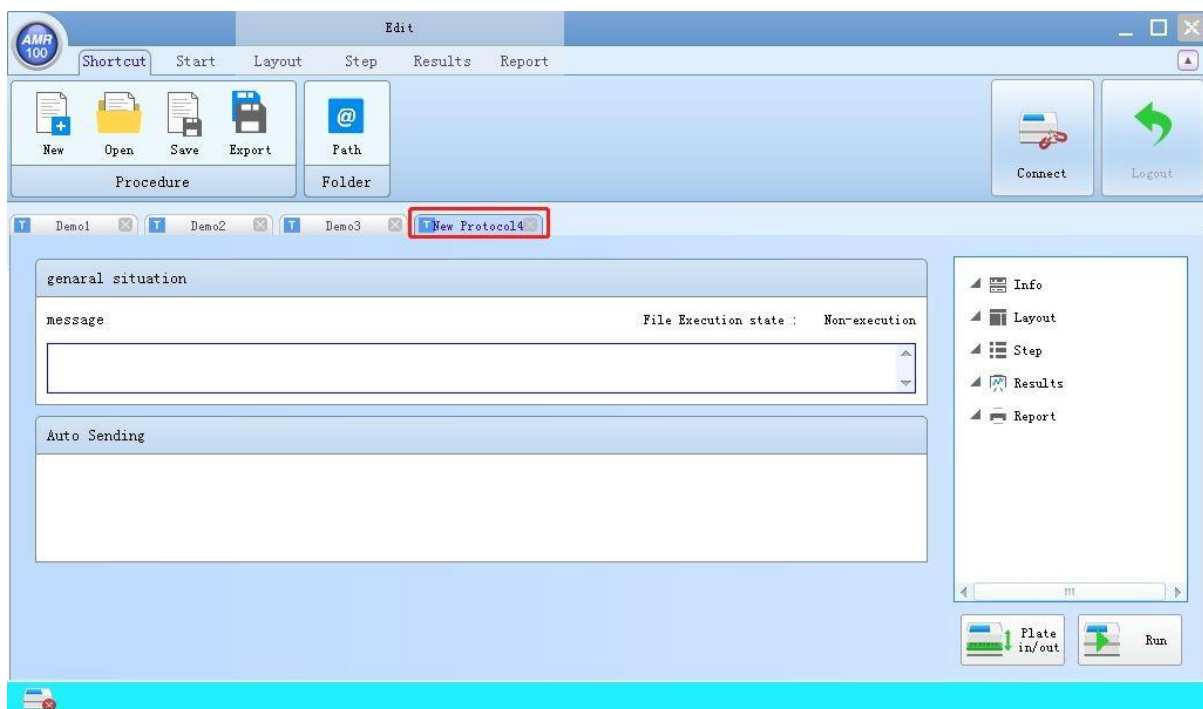 Edit
AMR
100
Shortcut Start Layout Step Results Report
New Open Save Export Path
Procedure Folder
Connect Logout
T Demo1 T Demo2 T Demo3 T New Protocol4
genaral situation
message File Execution state : Non-execution
Auto Sending
Info
Layout
Step
Results
Report
Plate
in/out
Run